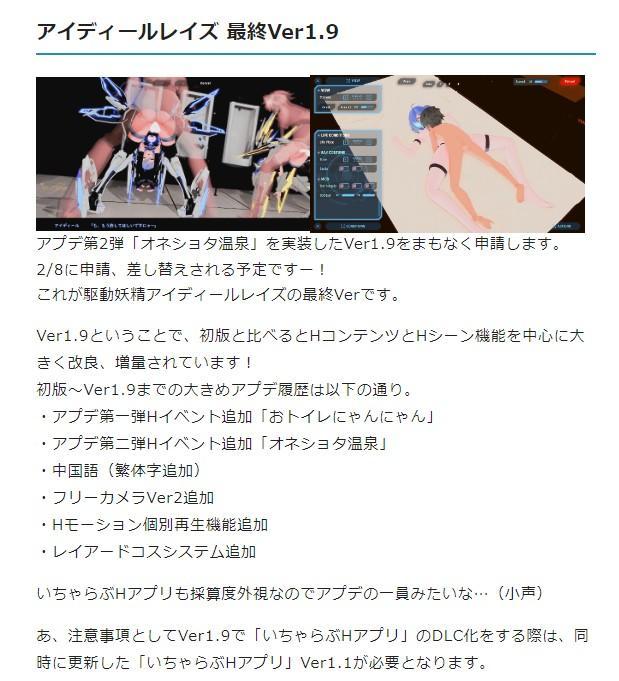 アイディールレイズ 最終Ver1.9
アプデ第2弾「オネショタ温泉」を実装したVer1.9をまもなく申請します。
2/8に申請、差し替えされる予定ですー！
これが駆動妖精アイディールレイズの最終Verです。
Ver1.9ということで、初版と比べるとHコンテンツとHシーン機能を中心に大
きく改良、増量されています！
初版～Ver1.9までの大きめアプデ履歴は以下の通り。
・アプデ第一弾Hイベント追加「おトイレにゃんにゃん」
・アプデ第二弾Hイベント追加「オネショタ温泉」
・中国語（繁体字追加）
・フリーカメラVer2追加
・Hモーション個別再生機能追加
・レイアードコスシステム追加
いちゃらぶHアプリも採算度外視なのでアプデの一員みたいな…（小声）
あ、注意事項としてVer1.9で「いちゃらぶHアプリ」のDLC化をする際は、同
時に更新した「いちゃらぶHアプリ」Ver1.1が必要となります。